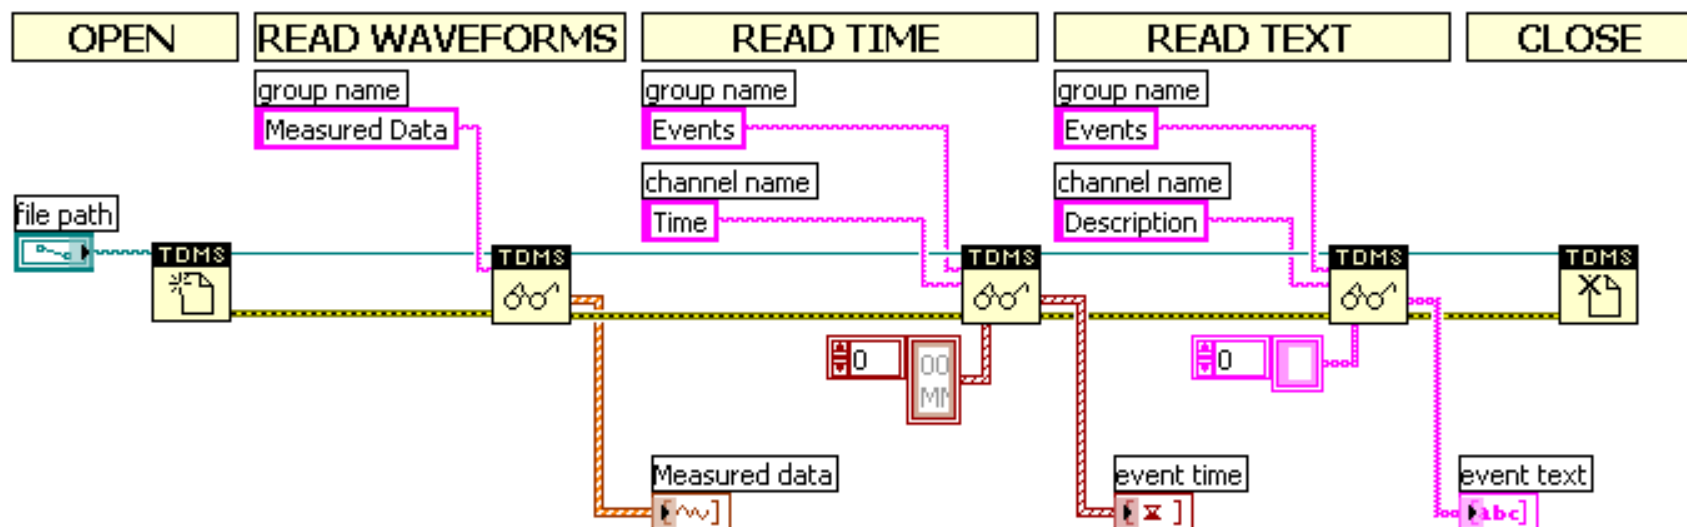 OPEN
READ WAVEFORMS
READ TIME
READ TEXT
CLOSE
group name
Measured Data
group name
Events
group name
Events
channel name
Time
channel name
Description
file path
TDMS
TDMS
TDMS
TDMS
TDMS
0
00
MM
0
Measured data
event time
event text
abc